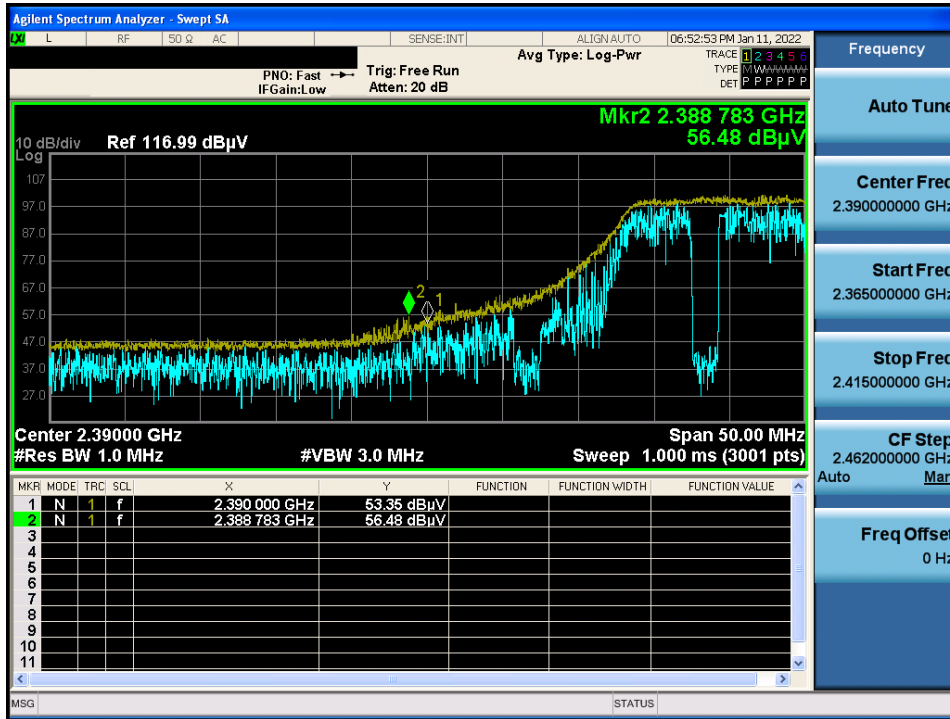 Agilent Spectrum Analyzer - Swept SA
LXI L RF 50 Ω AC SENSE:INT ALIGN AUTO 06:52:53 PM Jan 11, 2022
PNO: Fast
IFGain:Low
Trig: Free Run
Atten: 20 dB
Avg Type: Log-Pwr
TRACE 1 2 3 4 5 6
TYPE M W W W W W
DET P P P P P P
Mkr2 2.388 783 GHz
56.48 dBµV
10 dB/div
Log
Ref 116.99 dBµV
107
97.0
87.0
77.0
67.0
57.0
47.0
37.0
27.0
2
1
Center 2.39000 GHz
Span 50.00 MHz
#Res BW 1.0 MHz
#VBW 3.0 MHz
Sweep 1.000 ms (3001 pts)
MKR MODE TRC SCL X Y FUNCTION FUNCTION WIDTH FUNCTION VALUE
1 N 1 f 2.390 000 GHz 53.35 dBµV
2 N 1 f 2.388 783 GHz 56.48 dBµV
3
4
5
6
7
8
9
10
11
MSG
STATUS
Frequency
Auto Tune
Center Freq
2.390000000 GHz
Start Freq
2.365000000 GHz
Stop Freq
2.415000000 GHz
CF Step
2.462000000 GHz
Auto Man
Freq Offset
0 Hz